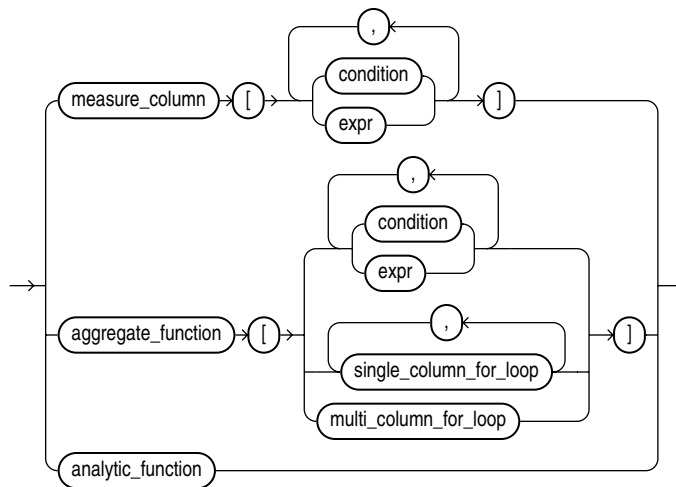 ,
condition
measure_column [ ]
expr
,
condition
expr
aggregate_function [ ]
,
single_column_for_loop
multi_column_for_loop
analytic_function